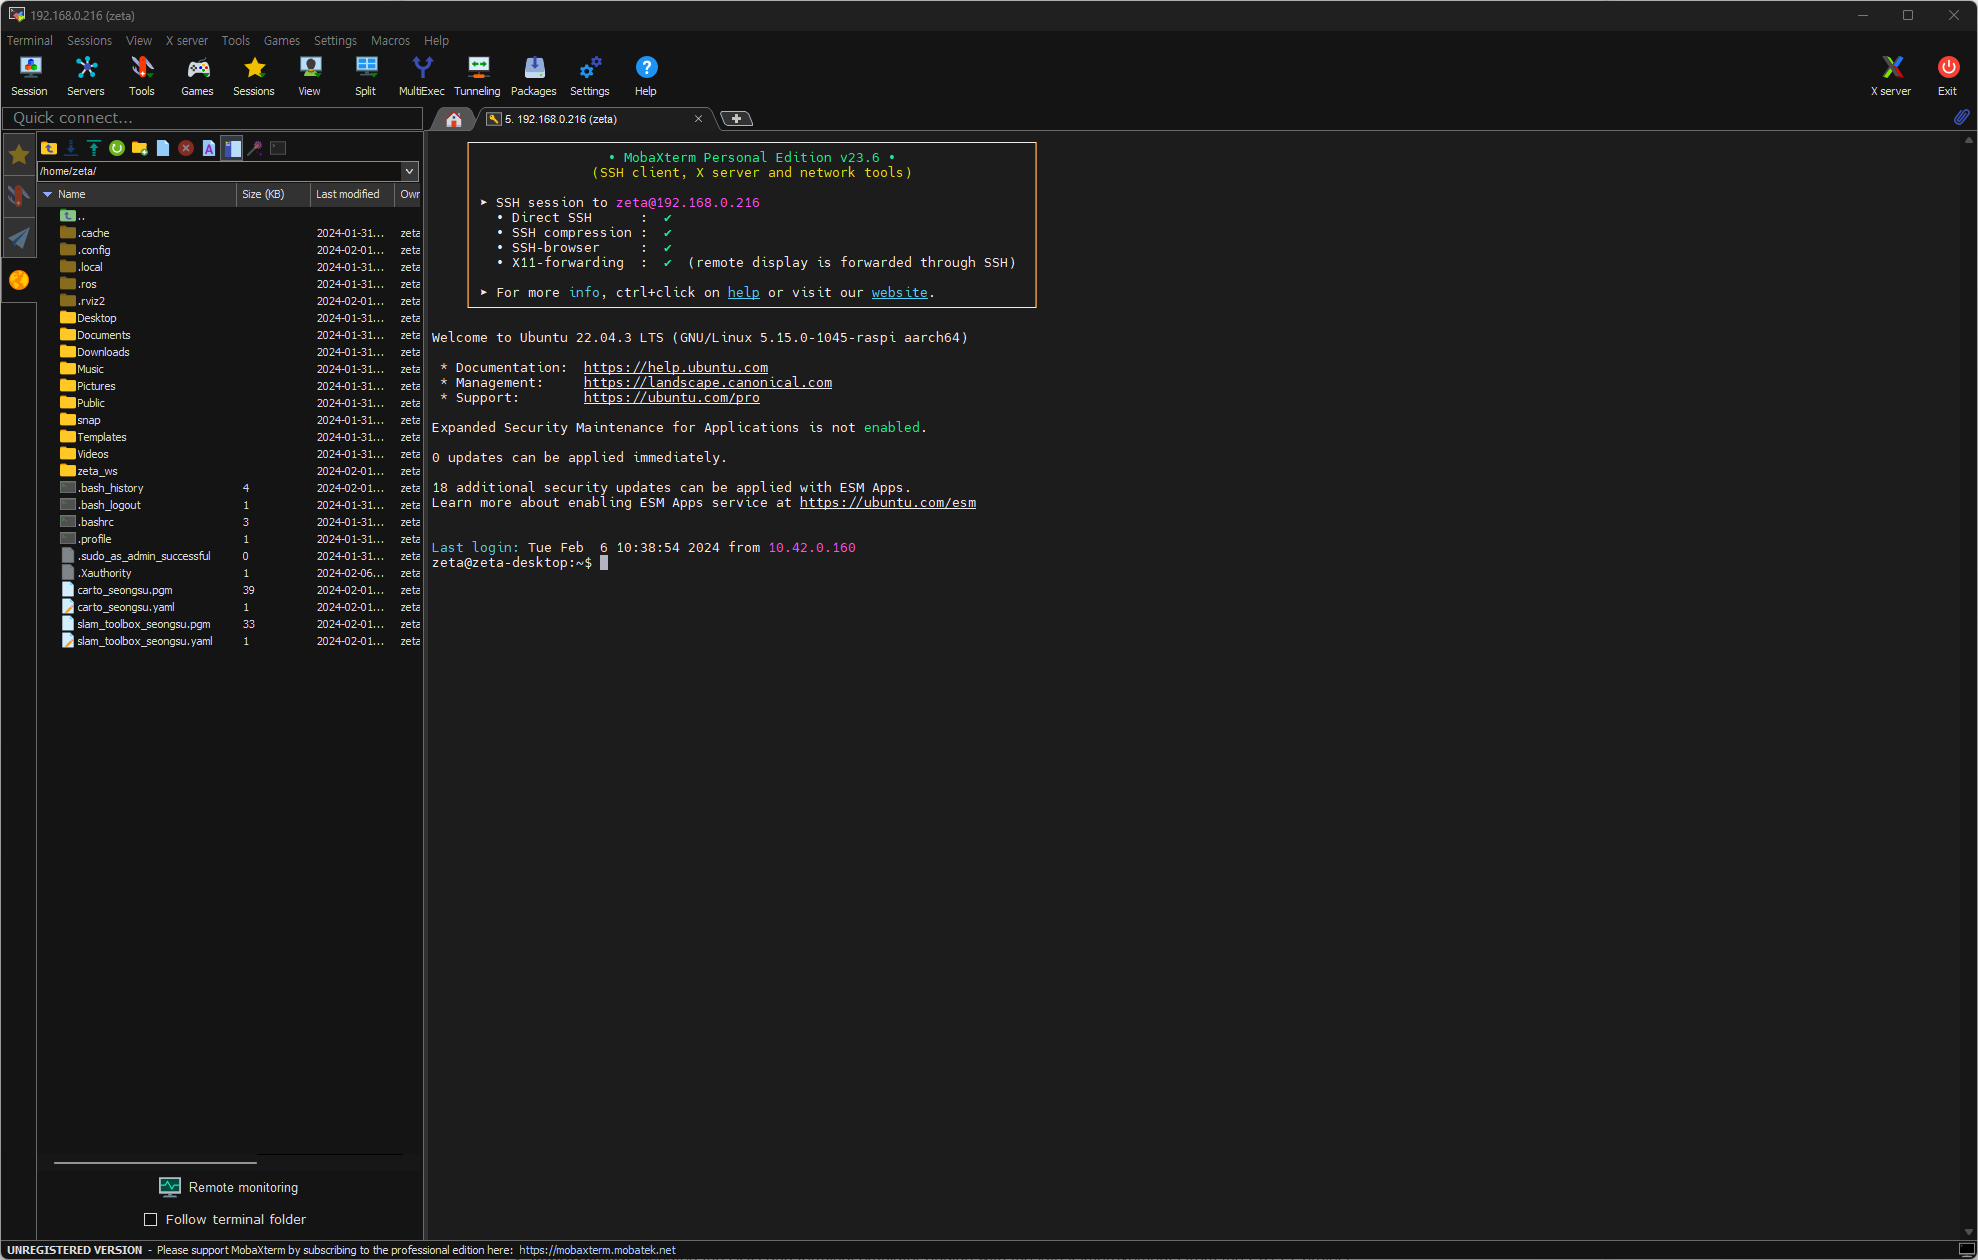 192.168.0.216 (zeta)
Terminal Sessions View X server Tools Games Settings Macros Help
Session Servers Tools Games Sessions View Split MultiExec Tunneling Packages Settings Help X server Exit
Quick connect...
5. 192.168.0.216 (zeta)
/home/zeta/
Name Size (KB) Last modified Own
..
.cache 2024-01-31... zeta
.config 2024-02-01... zeta
.local 2024-01-31... zeta
.ros 2024-01-31... zeta
.rviz2 2024-02-01... zeta
Desktop 2024-01-31... zeta
Documents 2024-01-31... zeta
Downloads 2024-01-31... zeta
Music 2024-01-31... zeta
Pictures 2024-01-31... zeta
Public 2024-01-31... zeta
snap 2024-01-31... zeta
Templates 2024-01-31... zeta
Videos 2024-01-31... zeta
zeta_ws 2024-02-01... zeta
.bash_history 4 2024-02-01... zeta
.bash_logout 1 2024-01-31... zeta
.bashrc 3 2024-01-31... zeta
.profile 1 2024-01-31... zeta
.sudo_as_admin_successful 0 2024-01-31... zeta
.Xauthority 1 2024-02-06... zeta
carto_seongsu.pgm 39 2024-02-01... zeta
carto_seongsu.yaml 1 2024-02-01... zeta
slam_toolbox_seongsu.pgm 33 2024-02-01... zeta
slam_toolbox_seongsu.yaml 1 2024-02-01... zeta
Remote monitoring
Follow terminal folder
• MobaXterm Personal Edition v23.6 •
(SSH client, X server and network tools)
➤ SSH session to zeta@192.168.0.216
• Direct SSH : ✔
• SSH compression : ✔
• SSH-browser : ✔
• X11-forwarding : ✔ (remote display is forwarded through SSH)
➤ For more info, ctrl+click on help or visit our website.
Welcome to Ubuntu 22.04.3 LTS (GNU/Linux 5.15.0-1045-raspi aarch64)
* Documentation: https://help.ubuntu.com
* Management: https://landscape.canonical.com
* Support: https://ubuntu.com/pro
Expanded Security Maintenance for Applications is not enabled.
0 updates can be applied immediately.
18 additional security updates can be applied with ESM Apps.
Learn more about enabling ESM Apps service at https://ubuntu.com/esm
Last login: Tue Feb  6 10:38:54 2024 from 10.42.0.160
zeta@zeta-desktop:~$
UNREGISTERED VERSION - Please support MobaXterm by subscribing to the professional edition here: https://mobaxterm.mobatek.net